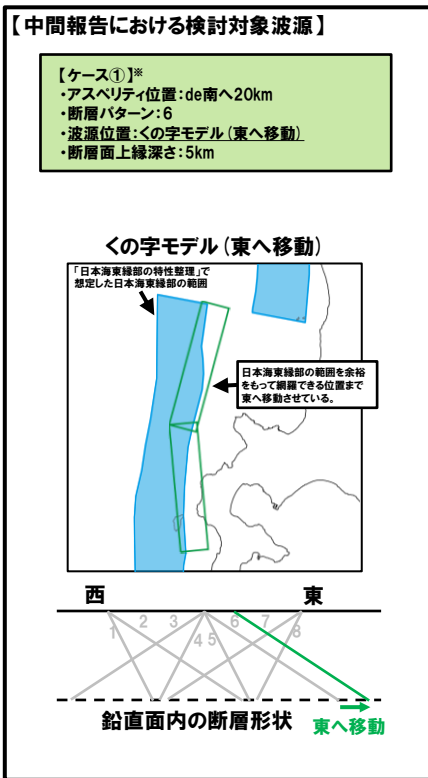 【中間報告における検討対象波源】
【ケース①】※
・アスペリティ位置:de南へ20km
・断層パターン:6
・波源位置:くの字モデル(東へ移動)
・断層面上縁深さ:5km
くの字モデル(東へ移動)
「日本海東縁部の特性整理」で
想定した日本海東縁部の範囲
日本海東縁部の範囲を余裕
をもって網羅できる位置まで
東へ移動させている。
西 東
1 2 3 4 5 6 7 8
鉛直面内の断層形状
東へ移動